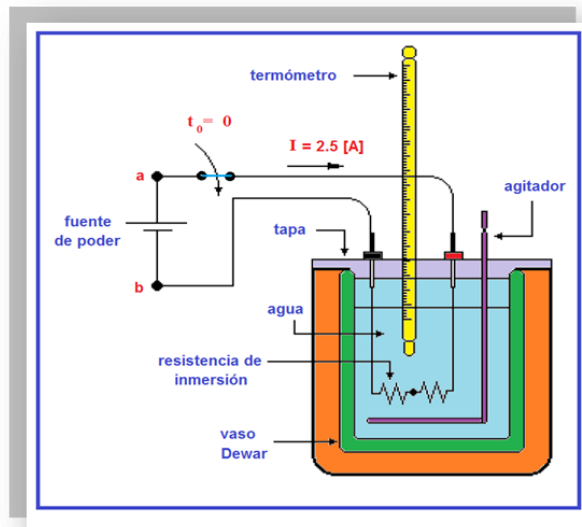 termómetro
t₀= 0
I = 2.5 [A]
a
agitador
fuente
de poder
tapa
b
agua
resistencia de
inmersión
vaso
Dewar